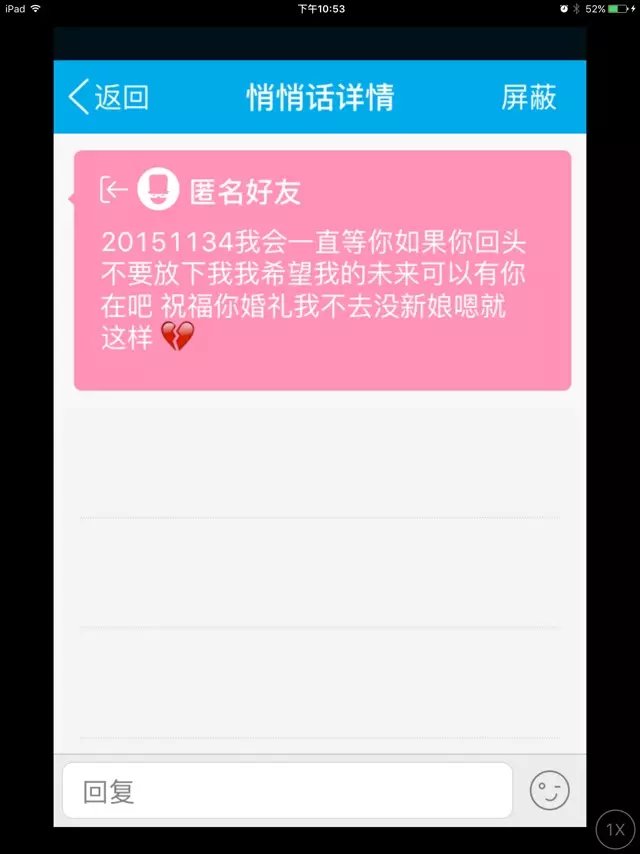 iPad 下午10:53 52%
返回 悄悄话详情 屏蔽
匿名好友
20151134我会一直等你如果你回头
不要放下我我希望我的未来可以有你
在吧 祝福你婚礼我不去没新娘嗯就
这样 💔
回复
1X